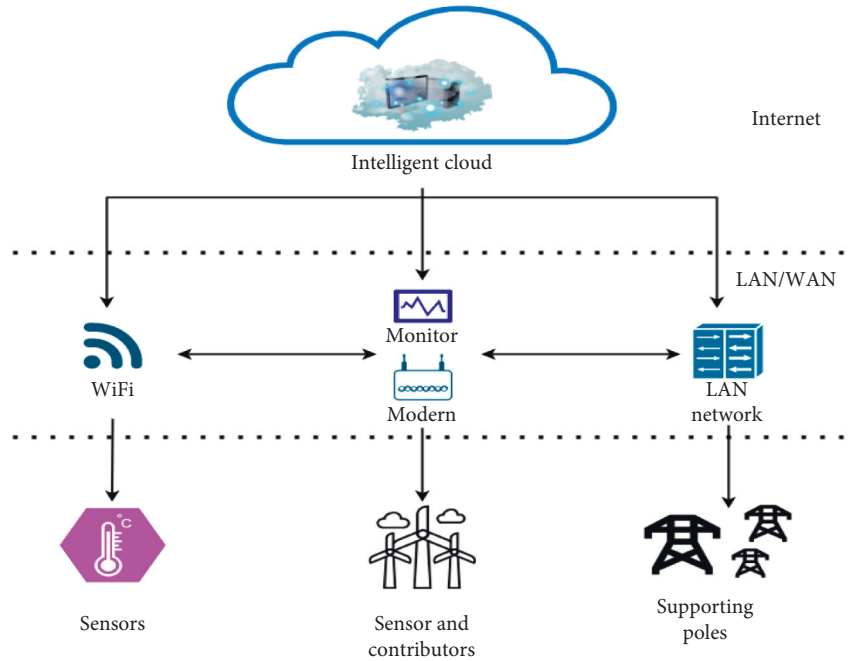 Internet
Intelligent cloud
LAN/WAN
Monitor
WiFi
Modern
LAN
network
°C
Sensors
Sensor and
contributors
Supporting
poles